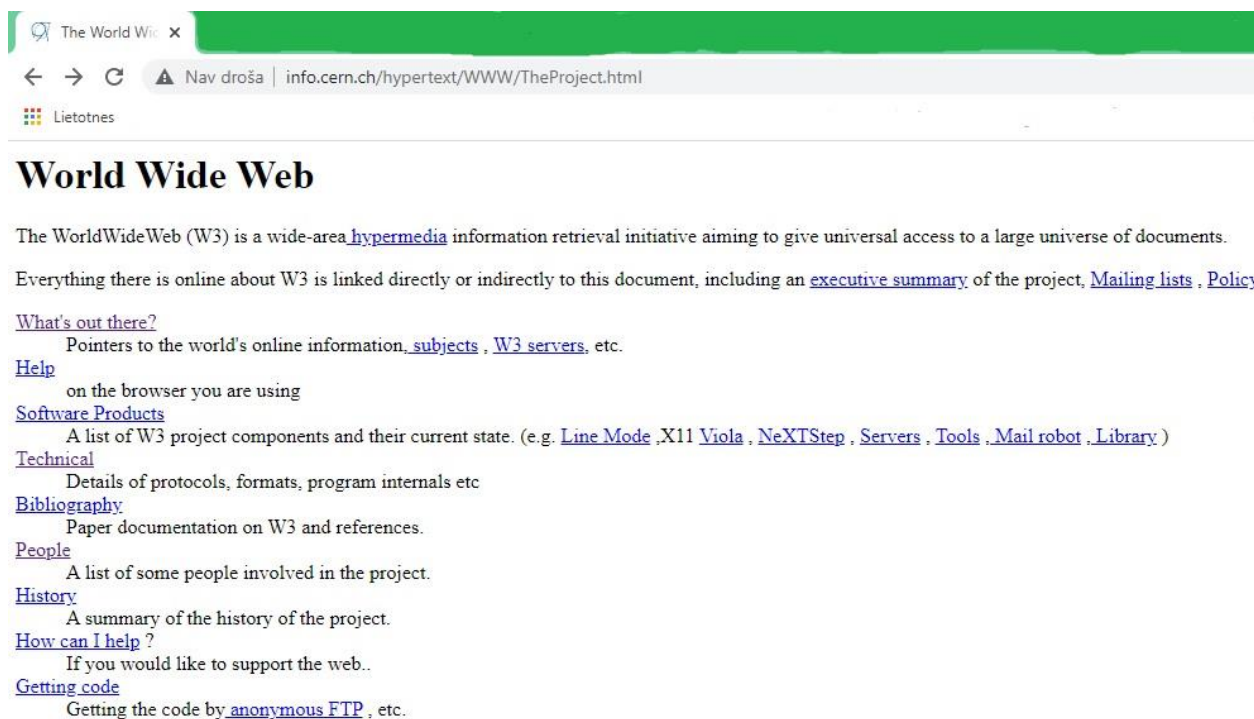 The World Wi
Nav droša | info.cern.ch/hypertext/WWW/TheProject.html
Lietotnes
World Wide Web
The WorldWideWeb (W3) is a wide-area hypermedia information retrieval initiative aiming to give universal access to a large universe of documents.
Everything there is online about W3 is linked directly or indirectly to this document, including an executive summary of the project, Mailing lists , Policy
What's out there?
Pointers to the world's online information, subjects , W3 servers, etc.
Help
on the browser you are using
Software Products
A list of W3 project components and their current state. (e.g. Line Mode ,X11 Viola , NeXTStep , Servers , Tools , Mail robot , Library )
Technical
Details of protocols, formats, program internals etc
Bibliography
Paper documentation on W3 and references.
People
A list of some people involved in the project.
History
A summary of the history of the project.
How can I help ?
If you would like to support the web..
Getting code
Getting the code by anonymous FTP , etc.